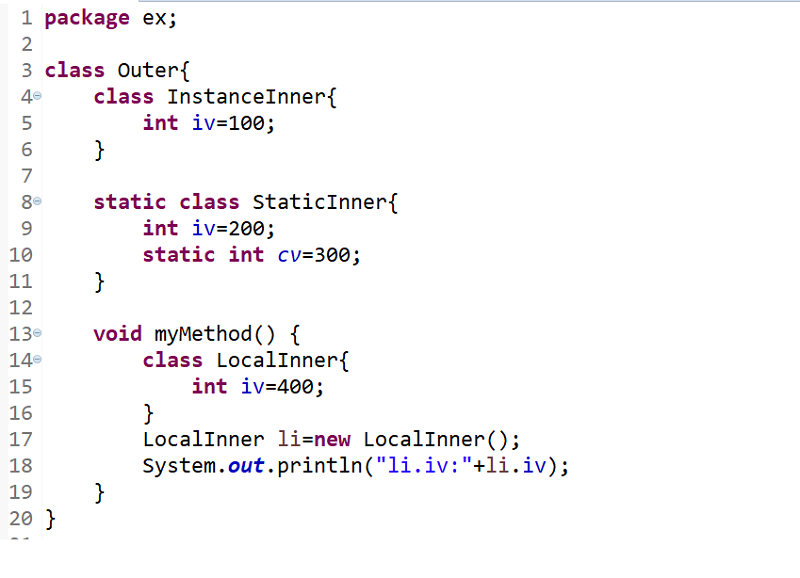 1 package ex;
2
3 class Outer{
4     class InstanceInner{
5         int iv=100;
6     }
7
8     static class StaticInner{
9         int iv=200;
10         static int cv=300;
11     }
12
13     void myMethod() {
14         class LocalInner{
15             int iv=400;
16         }
17         LocalInner li=new LocalInner();
18         System.out.println("li.iv:"+li.iv);
19     }
20 }